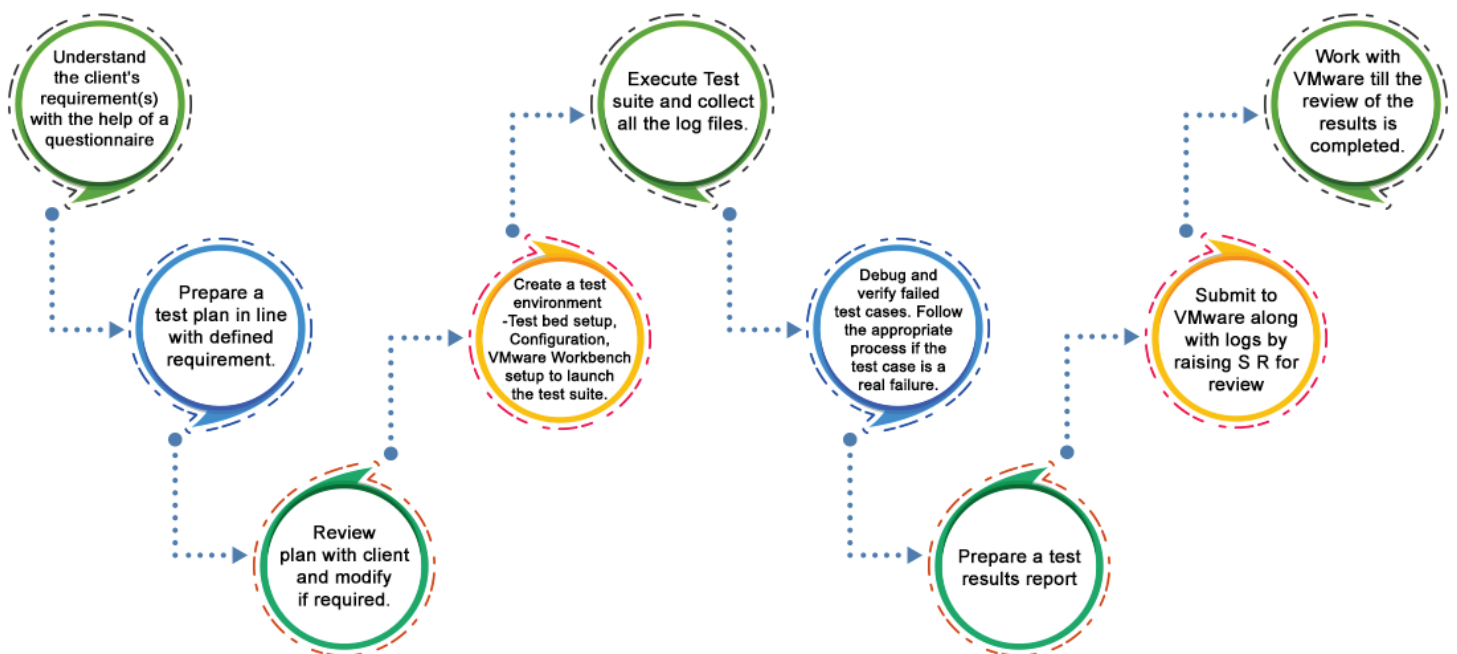 Understand
the client's
requirement(s)
with the help of a
questionnaire
Prepare a
test plan in line
with defined
requirement.
Review
plan with client
and modify
if required.
Create a test
environment
-Test bed setup,
Configuration,
VMware Workbench
setup to launch
the test suite.
Execute Test
suite and collect
all the log files.
Debug and
verify failed
test cases. Follow
the appropriate
process if the
test case is a
real failure.
Prepare a test
results report
Submit to
VMware along
with logs by
raising S R for
review
Work with
VMware till the
review of the
results is
completed.